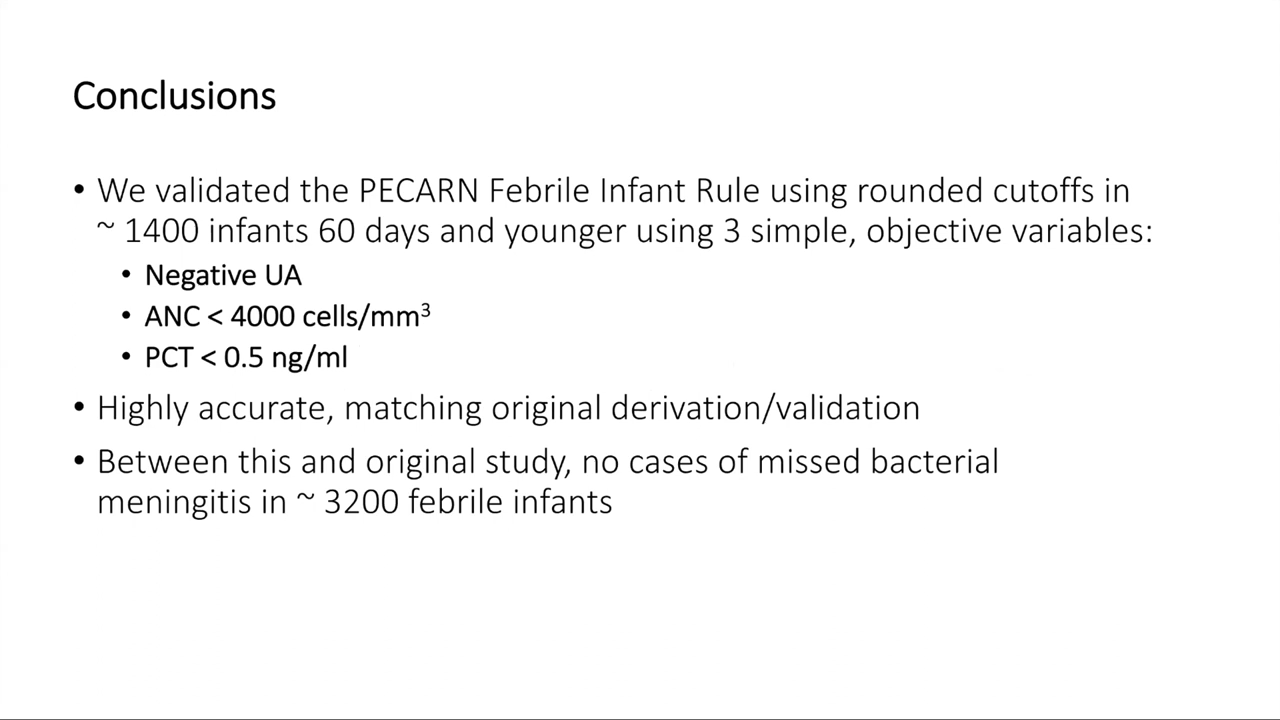 Conclusions
• We validated the PECARN Febrile Infant Rule using rounded cutoffs in
~ 1400 infants 60 days and younger using 3 simple, objective variables:
• Negative UA
• ANC < 4000 cells/mm³
• PCT < 0.5 ng/ml
• Highly accurate, matching original derivation/validation
• Between this and original study, no cases of missed bacterial
meningitis in ~ 3200 febrile infants